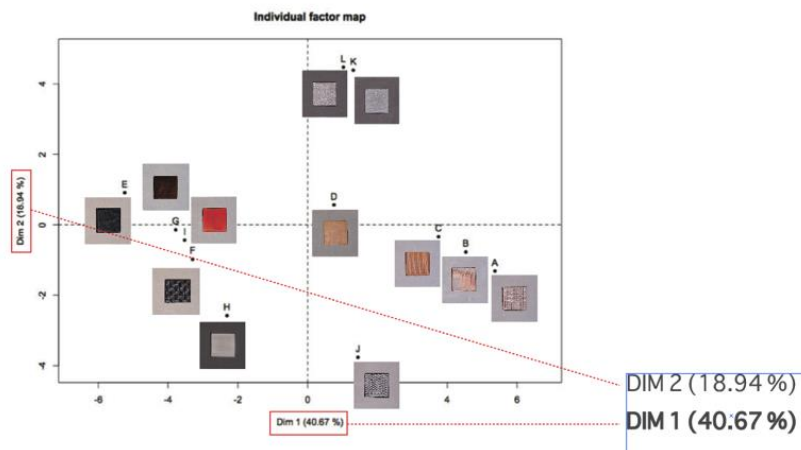 Individual factor map
L K
4
2
E
D
Dim 2 (18.94 %)
0
G
I
C
F
B
A
-2
H
J
-4
-6 -4 -2 0 2 4 6
Dim 1 (40.67 %)
DIM 2 (18.94 %)
DIM 1 (40.67 %)